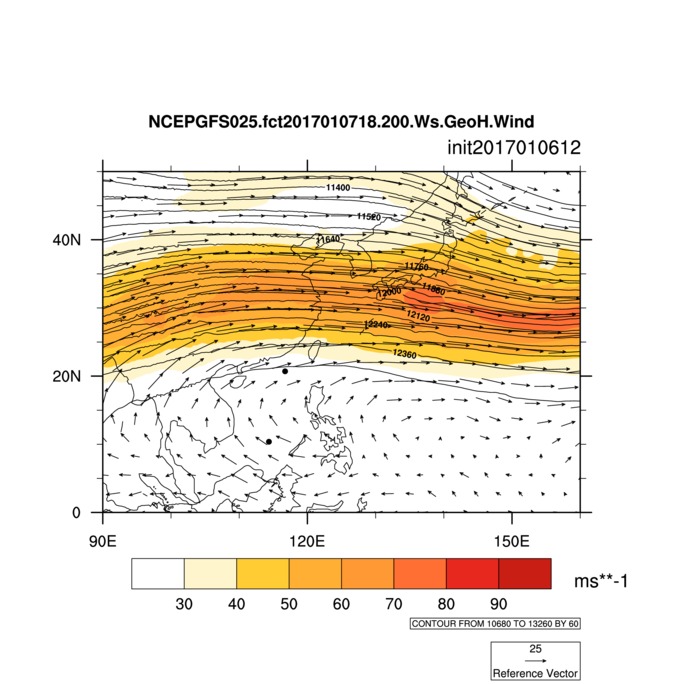 NCEPGFS025.fct2017010718.200.Ws.GeoH.Wind
init2017010612
11400
11520
40N
11640
11760
11880
12000
12120
12240
12360
20N
0
90E 120E 150E
ms**-1
30 40 50 60 70 80 90
CONTOUR FROM 10680 TO 13260 BY 60
25
Reference Vector